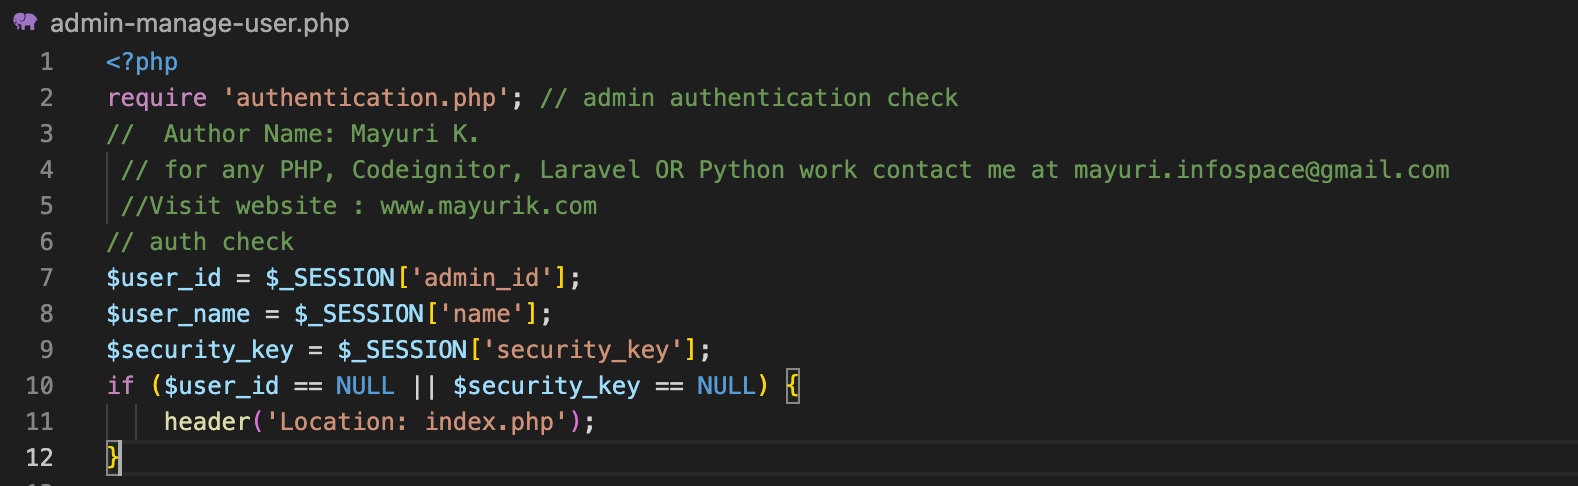 admin-manage-user.php
1 <?php
2 require 'authentication.php'; // admin authentication check
3 //  Author Name: Mayuri K.
4  // for any PHP, Codeignitor, Laravel OR Python work contact me at mayuri.infospace@gmail.com
5  //Visit website : www.mayurik.com
6 // auth check
7 $user_id = $_SESSION['admin_id'];
8 $user_name = $_SESSION['name'];
9 $security_key = $_SESSION['security_key'];
10 if ($user_id == NULL || $security_key == NULL) {
11     header('Location: index.php');
12 }